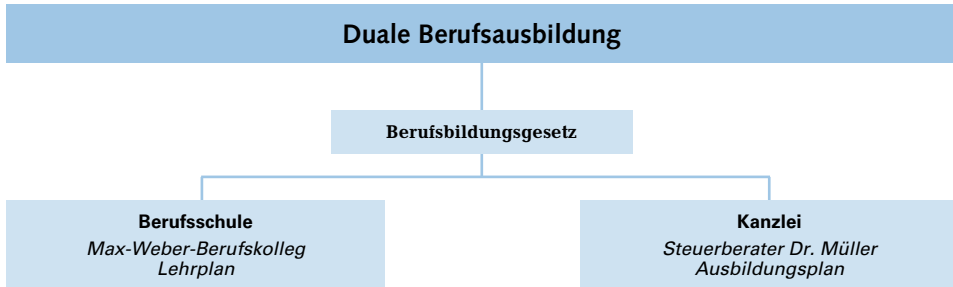 Duale Berufsausbildung
Berufsbildungsgesetz
Berufsschule
Max-Weber-Berufskolleg
Lehrplan
Kanzlei
Steuerberater Dr. Müller
Ausbildungsplan